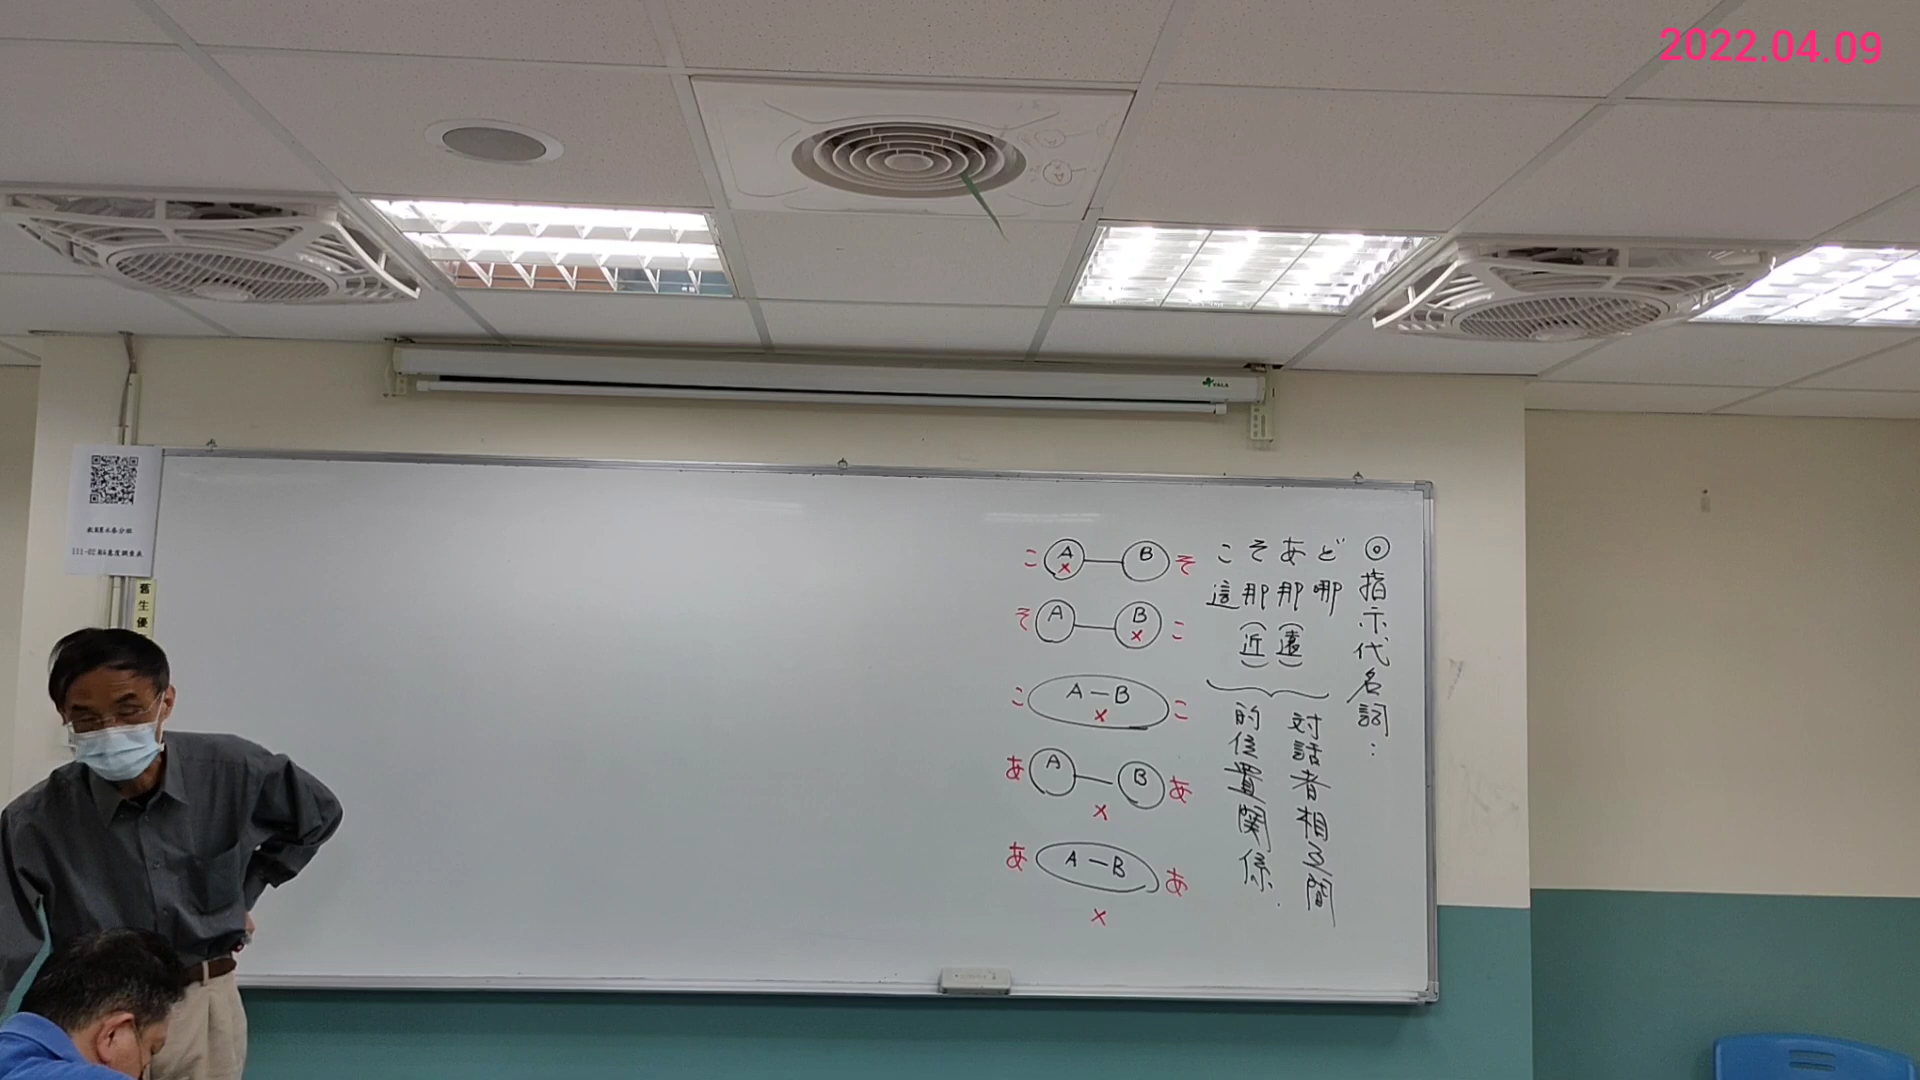 2022.04.09
◎指示代名詞：
こそあど
這那那哪
(近)(遠)
対話者相互間
的位置関係.
こ A × — B そ
そ A — B × こ
こ A — B × こ
あ A — B × あ
あ A — B × あ
舊生優